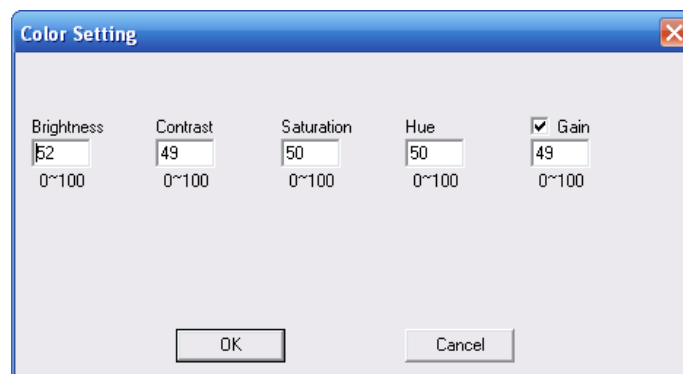 Color Setting
Brightness Contrast Saturation Hue Gain
52 49 50 50 49
0~100 0~100 0~100 0~100 0~100
OK Cancel